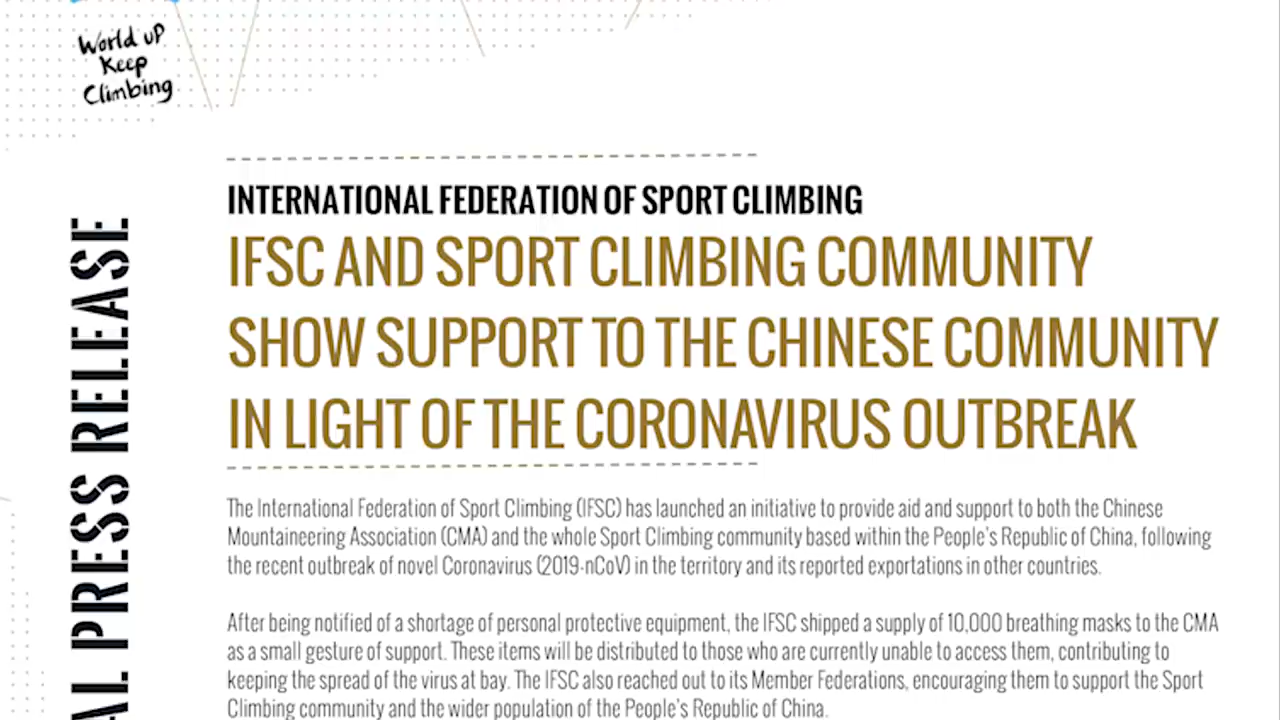 World up
Keep
Climbing
AL PRESS RELEASE
INTERNATIONAL FEDERATION OF SPORT CLIMBING
IFSC AND SPORT CLIMBING COMMUNITY
SHOW SUPPORT TO THE CHINESE COMMUNITY
IN LIGHT OF THE CORONAVIRUS OUTBREAK
The International Federation of Sport Climbing (IFSC) has launched an initiative to provide aid and support to both the Chinese
Mountaineering Association (CMA) and the whole Sport Climbing community based within the People's Republic of China, following
the recent outbreak of novel Coronavirus (2019-nCoV) in the territory and its reported exportations in other countries.
After being notified of a shortage of personal protective equipment, the IFSC shipped a supply of 10,000 breathing masks to the CMA
as a small gesture of support. These items will be distributed to those who are currently unable to access them, contributing to
keeping the spread of the virus at bay. The IFSC also reached out to its Member Federations, encouraging them to support the Sport
Climbing community and the wider population of the People's Republic of China.